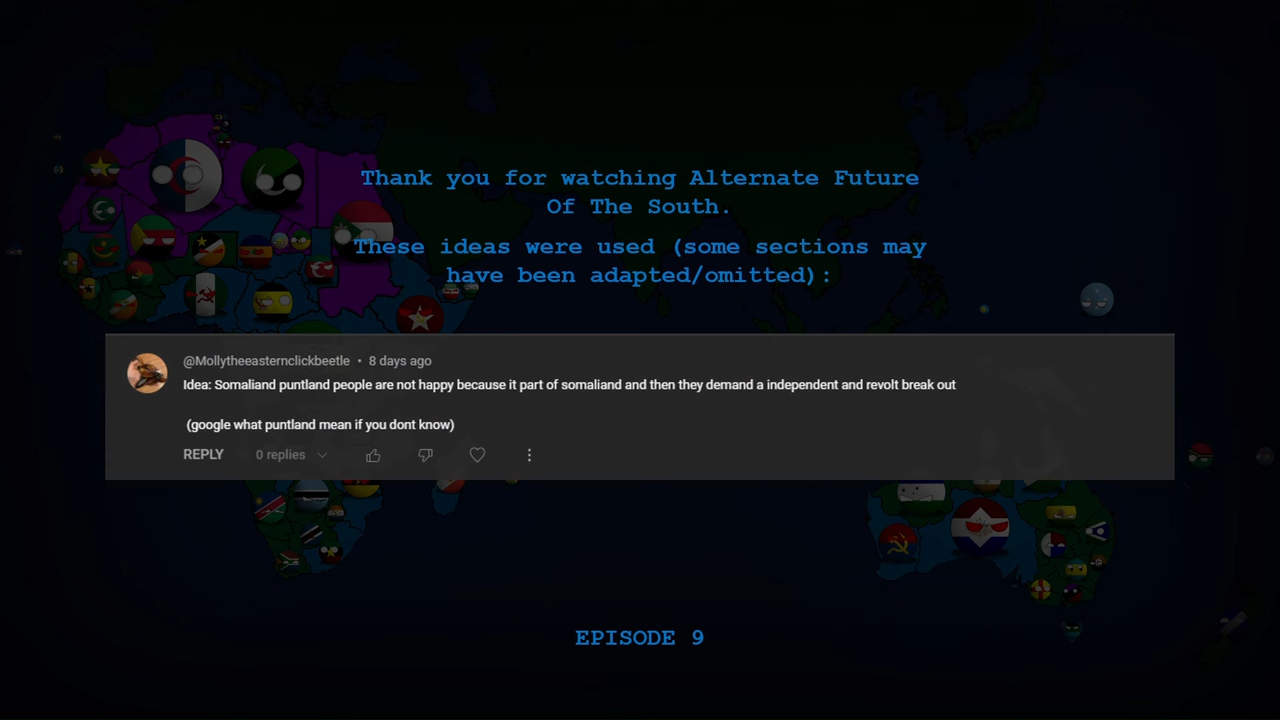 Thank you for watching Alternate Future
Of The South.
These ideas were used (some sections may
have been adapted/omitted):
@Mollytheeasternclickbeetle • 8 days ago
Idea: Somaliand puntland people are not happy because it part of somaliand and then they demand a independent and revolt break out
(google what puntland mean if you dont know)
REPLY 0 replies
EPISODE 9